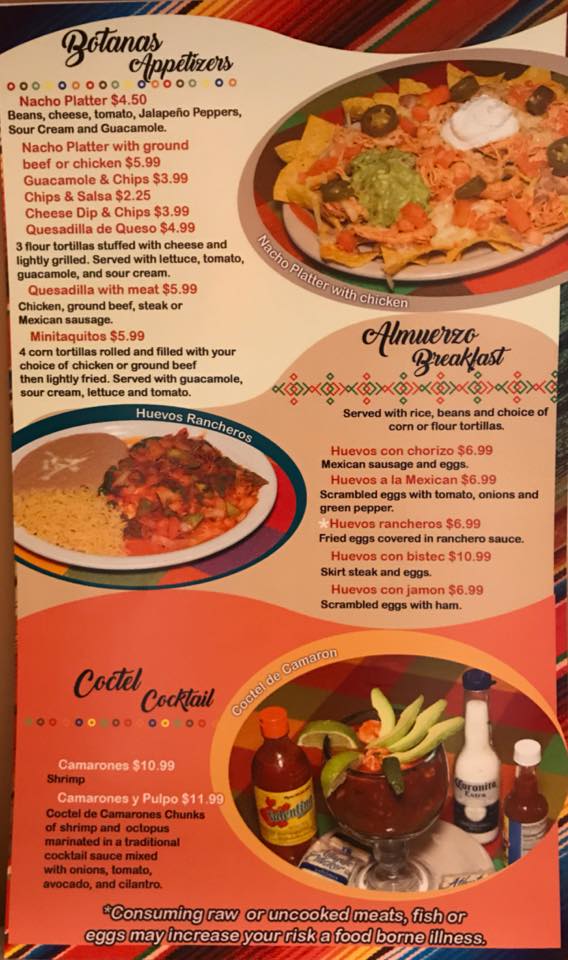 Botanas
Appetizers
Nacho Platter $4.50
Beans, cheese, tomato, Jalapeño Peppers,
Sour Cream and Guacamole.
Nacho Platter with ground
beef or chicken $5.99
Guacamole & Chips $3.99
Chips & Salsa $2.25
Cheese Dip & Chips $3.99
Quesadilla de Queso $4.99
3 flour tortillas stuffed with cheese and
lightly grilled. Served with lettuce, tomato,
guacamole, and sour cream.
Quesadilla with meat $5.99
Chicken, ground beef, steak or
Mexican sausage.
Minitaquitos $5.99
4 corn tortillas rolled and filled with your
choice of chicken or ground beef
then lightly fried. Served with guacamole,
sour cream, lettuce and tomato.
Nacho Platter with chicken
Almuerzo
Breakfast
Served with rice, beans and choice of
corn or flour tortillas.
Huevos con chorizo $6.99
Mexican sausage and eggs.
Huevos a la Mexican $6.99
Scrambled eggs with tomato, onions and
green pepper.
*Huevos rancheros $6.99
Fried eggs covered in ranchero sauce.
Huevos con bistec $10.99
Skirt steak and eggs.
Huevos con jamon $6.99
Scrambled eggs with ham.
Huevos Rancheros
Coctel
Cocktail
Camarones $10.99
Shrimp
Camarones y Pulpo $11.99
Coctel de Camarones Chunks
of shrimp and octopus
marinated in a traditional
cocktail sauce mixed
with onions, tomato,
avocado, and cilantro.
Coctel de Camaron
Valentina
Coronita
Extra
*Consuming raw or uncooked meats, fish or
eggs may increase your risk a food borne illness.